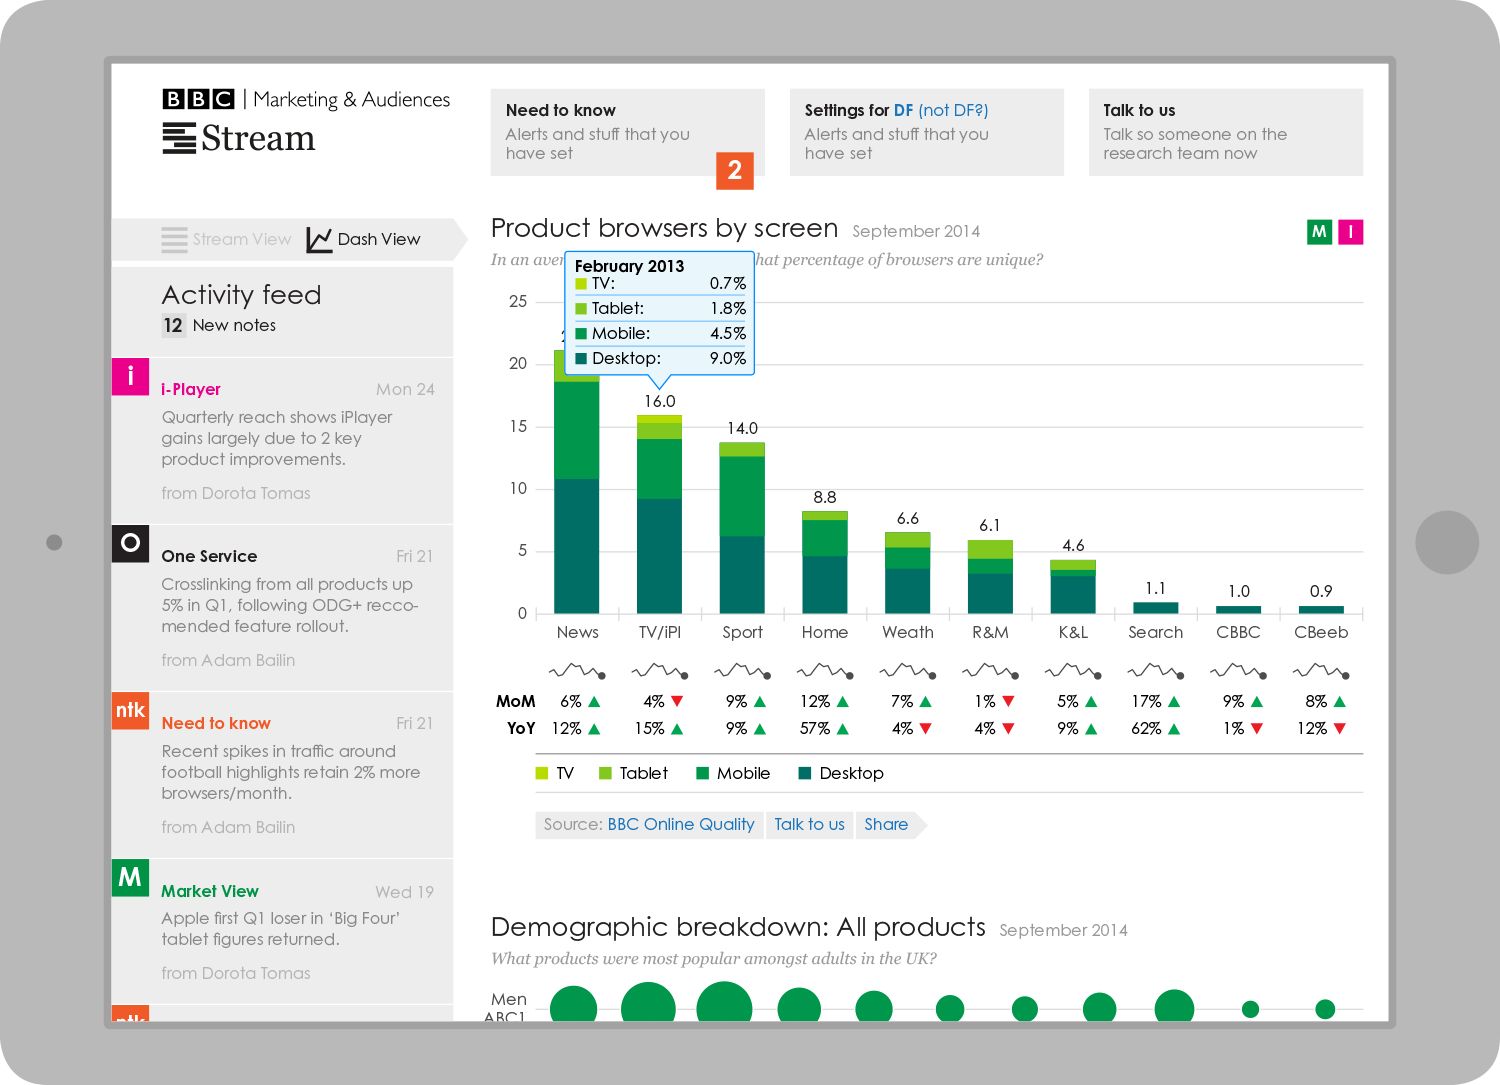 BBC | Marketing & Audiences
Stream
Need to know
Alerts and stuff that you
have set
2
Settings for DF (not DF?)
Alerts and stuff that you
have set
Talk to us
Talk so someone on the
research team now
Stream View
Dash View
Activity feed
12 New notes
i
i-Player
Mon 24
Quarterly reach shows iPlayer
gains largely due to 2 key
product improvements.
from Dorota Tomas
O
One Service
Fri 21
Crosslinking from all products up
5% in Q1, following ODG+ recco-
mended feature rollout.
from Adam Bailin
ntk
Need to know
Fri 21
Recent spikes in traffic around
football highlights retain 2% more
browsers/month.
from Adam Bailin
M
Market View
Wed 19
Apple first Q1 loser in ‘Big Four’
tablet figures returned.
from Dorota Tomas
ntk
Product browsers by screen September 2014
M I
In an percentage of browsers are unique?
February 2013
TV: 0.7%
Tablet: 1.8%
Mobile: 4.5%
Desktop: 9.0%
25
20
15
10
5
0
16.0
14.0
8.8
6.6
6.1
4.6
1.1
1.0
0.9
News TV/iPl Sport Home Weath R&M K&L Search CBBC CBeeb
MoM 6% ▲ 4% ▼ 9% ▲ 12% ▲ 7% ▲ 1% ▼ 5% ▲ 17% ▲ 9% ▲ 8% ▲
YoY 12% ▲ 15% ▲ 9% ▲ 57% ▲ 4% ▼ 4% ▼ 9% ▲ 62% ▲ 1% ▼ 12% ▼
TV Tablet Mobile Desktop
Source: BBC Online Quality Talk to us Share
Demographic breakdown: All products September 2014
What products were most popular amongst adults in the UK?
Men
ABC1